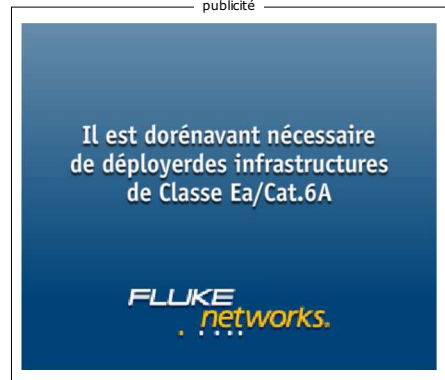 publicité
Il est dorénavant nécessaire
de déployerdes infrastructures
de Classe Ea/Cat.6A
FLUKE
networks.